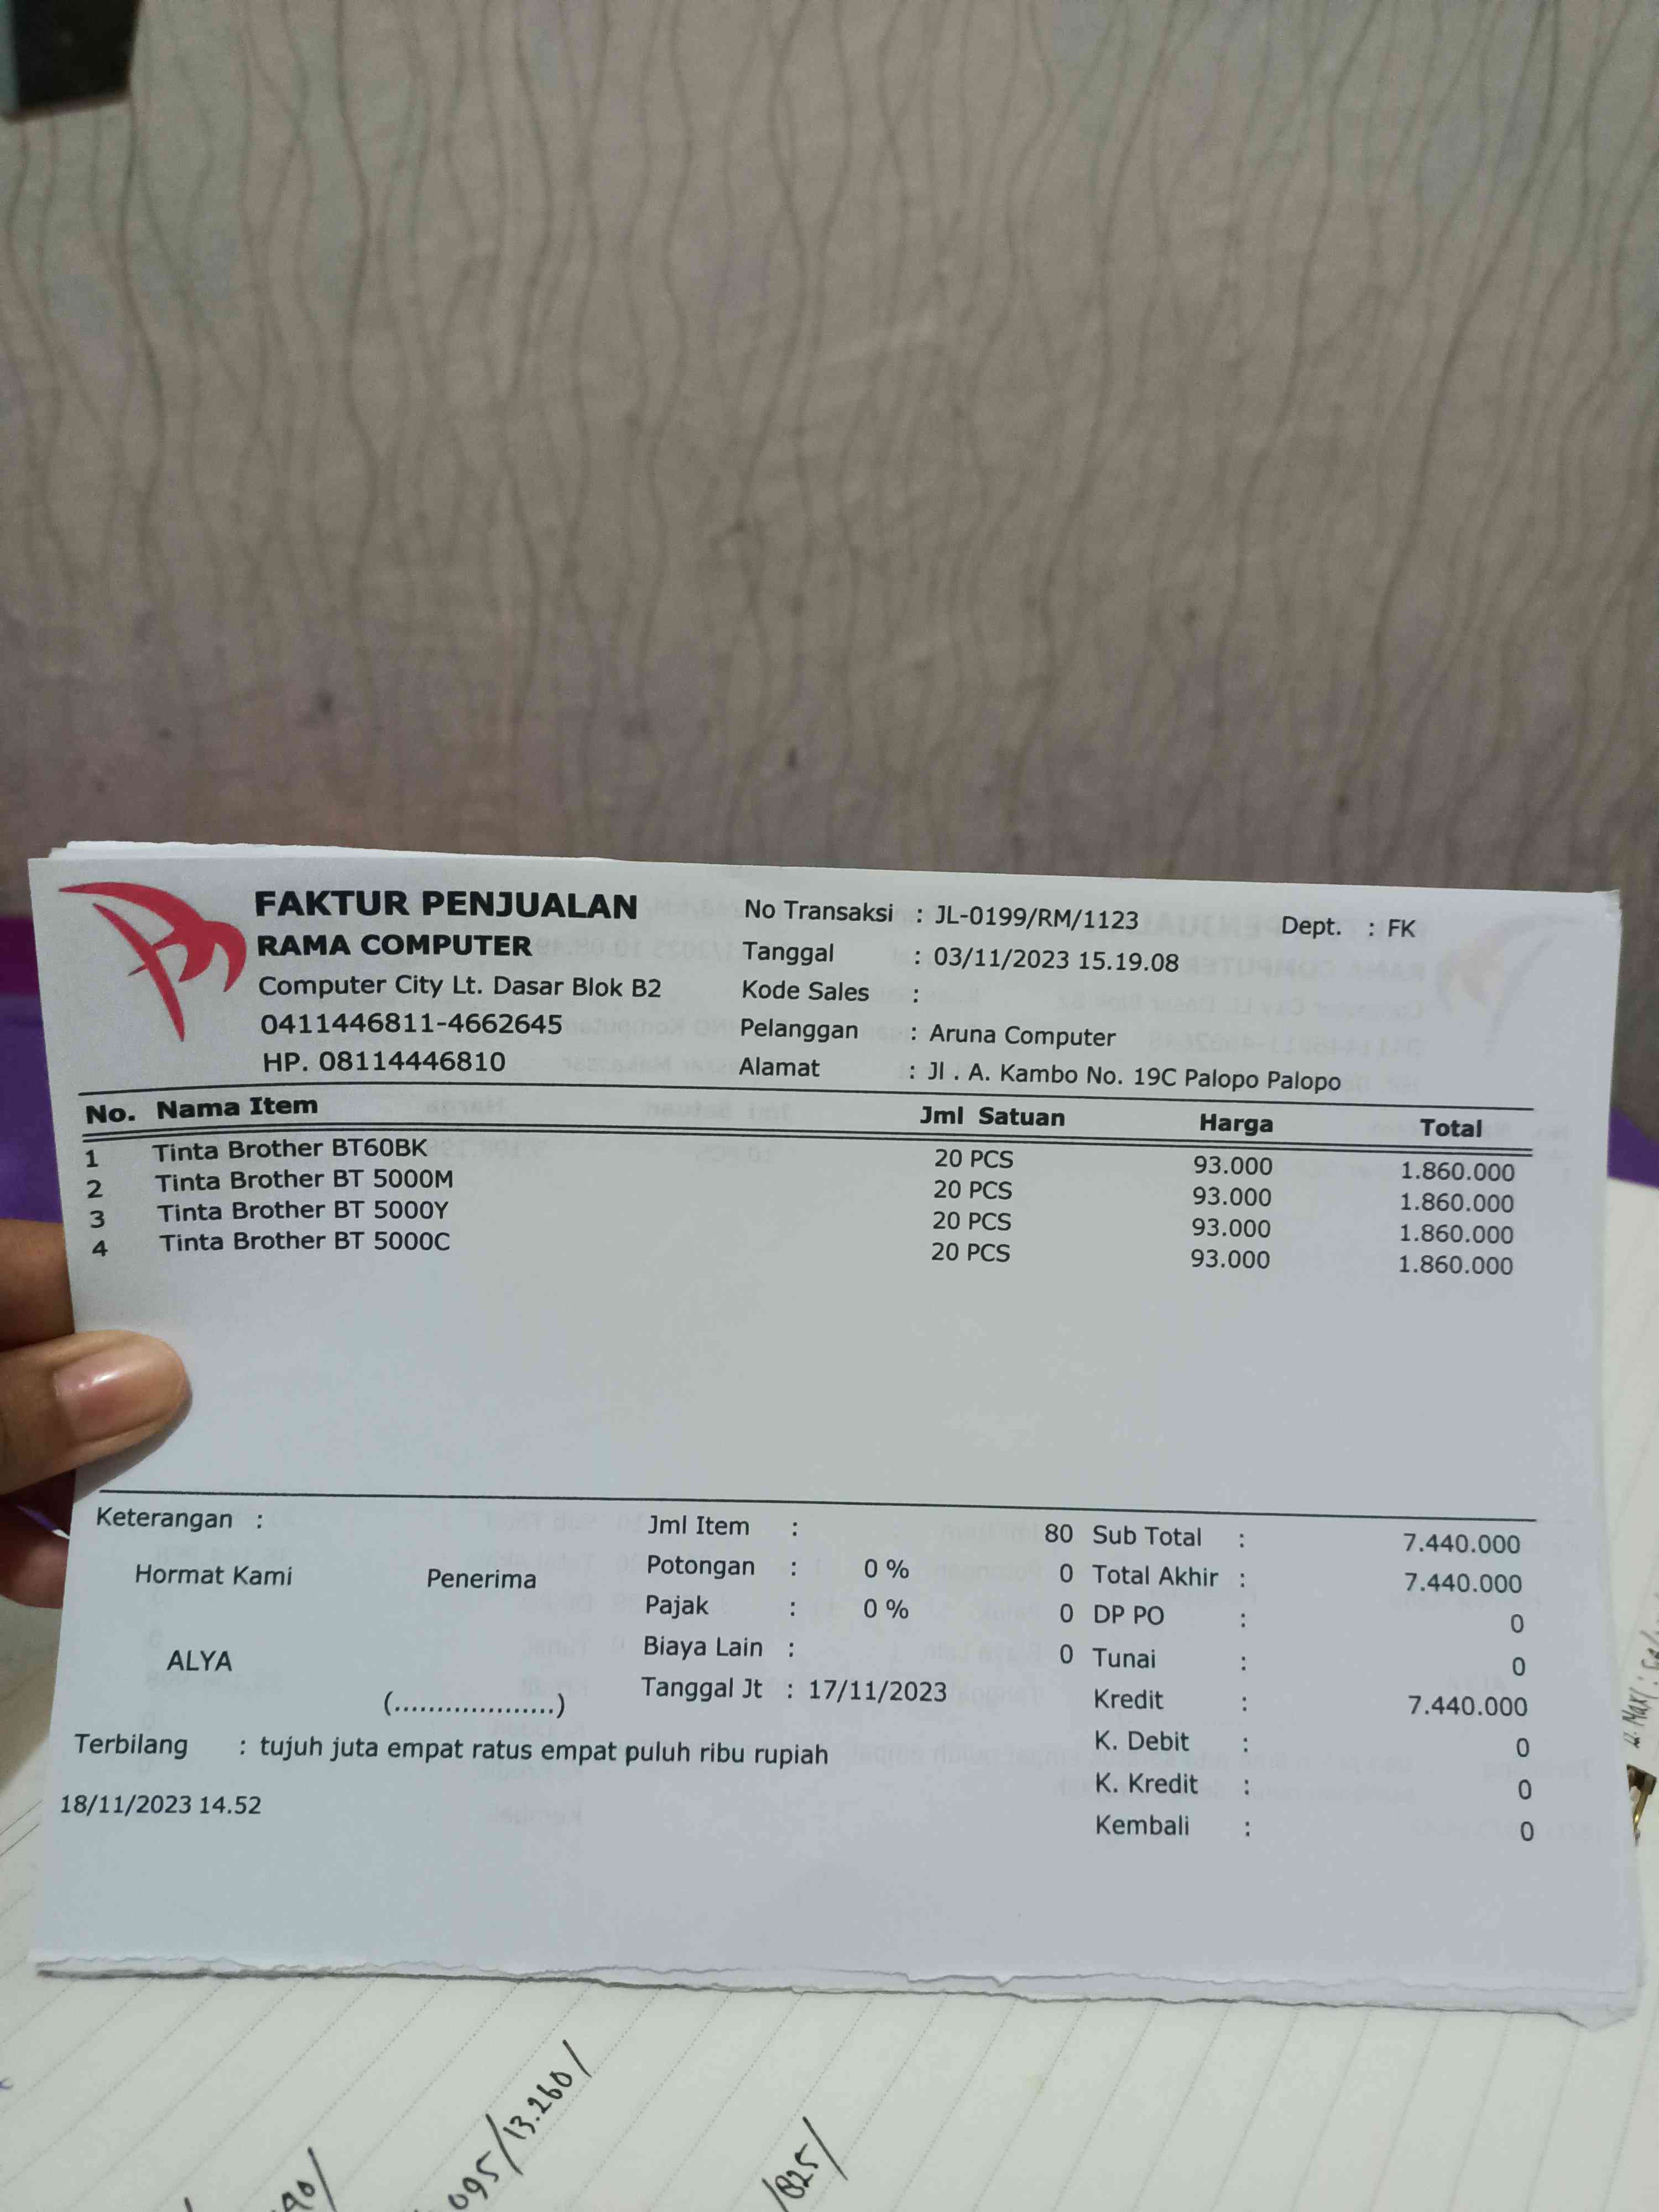 FAKTUR PENJUALAN
RAMA COMPUTER
Computer City Lt. Dasar Blok B2
0411446811-4662645
HP. 08114446810
No Transaksi : JL-0199/RM/1123
Dept. : FK
Tanggal : 03/11/2023 15.19.08
Kode Sales :
Pelanggan : Aruna Computer
Alamat : Jl . A. Kambo No. 19C Palopo Palopo
No. Nama Item Jml Satuan Harga Total
1 Tinta Brother BT60BK 20 PCS 93.000 1.860.000
2 Tinta Brother BT 5000M 20 PCS 93.000 1.860.000
3 Tinta Brother BT 5000Y 20 PCS 93.000 1.860.000
4 Tinta Brother BT 5000C 20 PCS 93.000 1.860.000
Keterangan :
Hormat Kami Penerima
ALYA
(...................)
Jml Item : 80
Potongan : 0 % 0
Pajak : 0 % 0
Biaya Lain : 0
Tanggal Jt : 17/11/2023
Sub Total : 7.440.000
Total Akhir : 7.440.000
DP PO : 0
Tunai : 0
Kredit : 7.440.000
K. Debit : 0
K. Kredit : 0
Kembali : 0
Terbilang : tujuh juta empat ratus empat puluh ribu rupiah
18/11/2023 14.52
095/13.260/
/825/